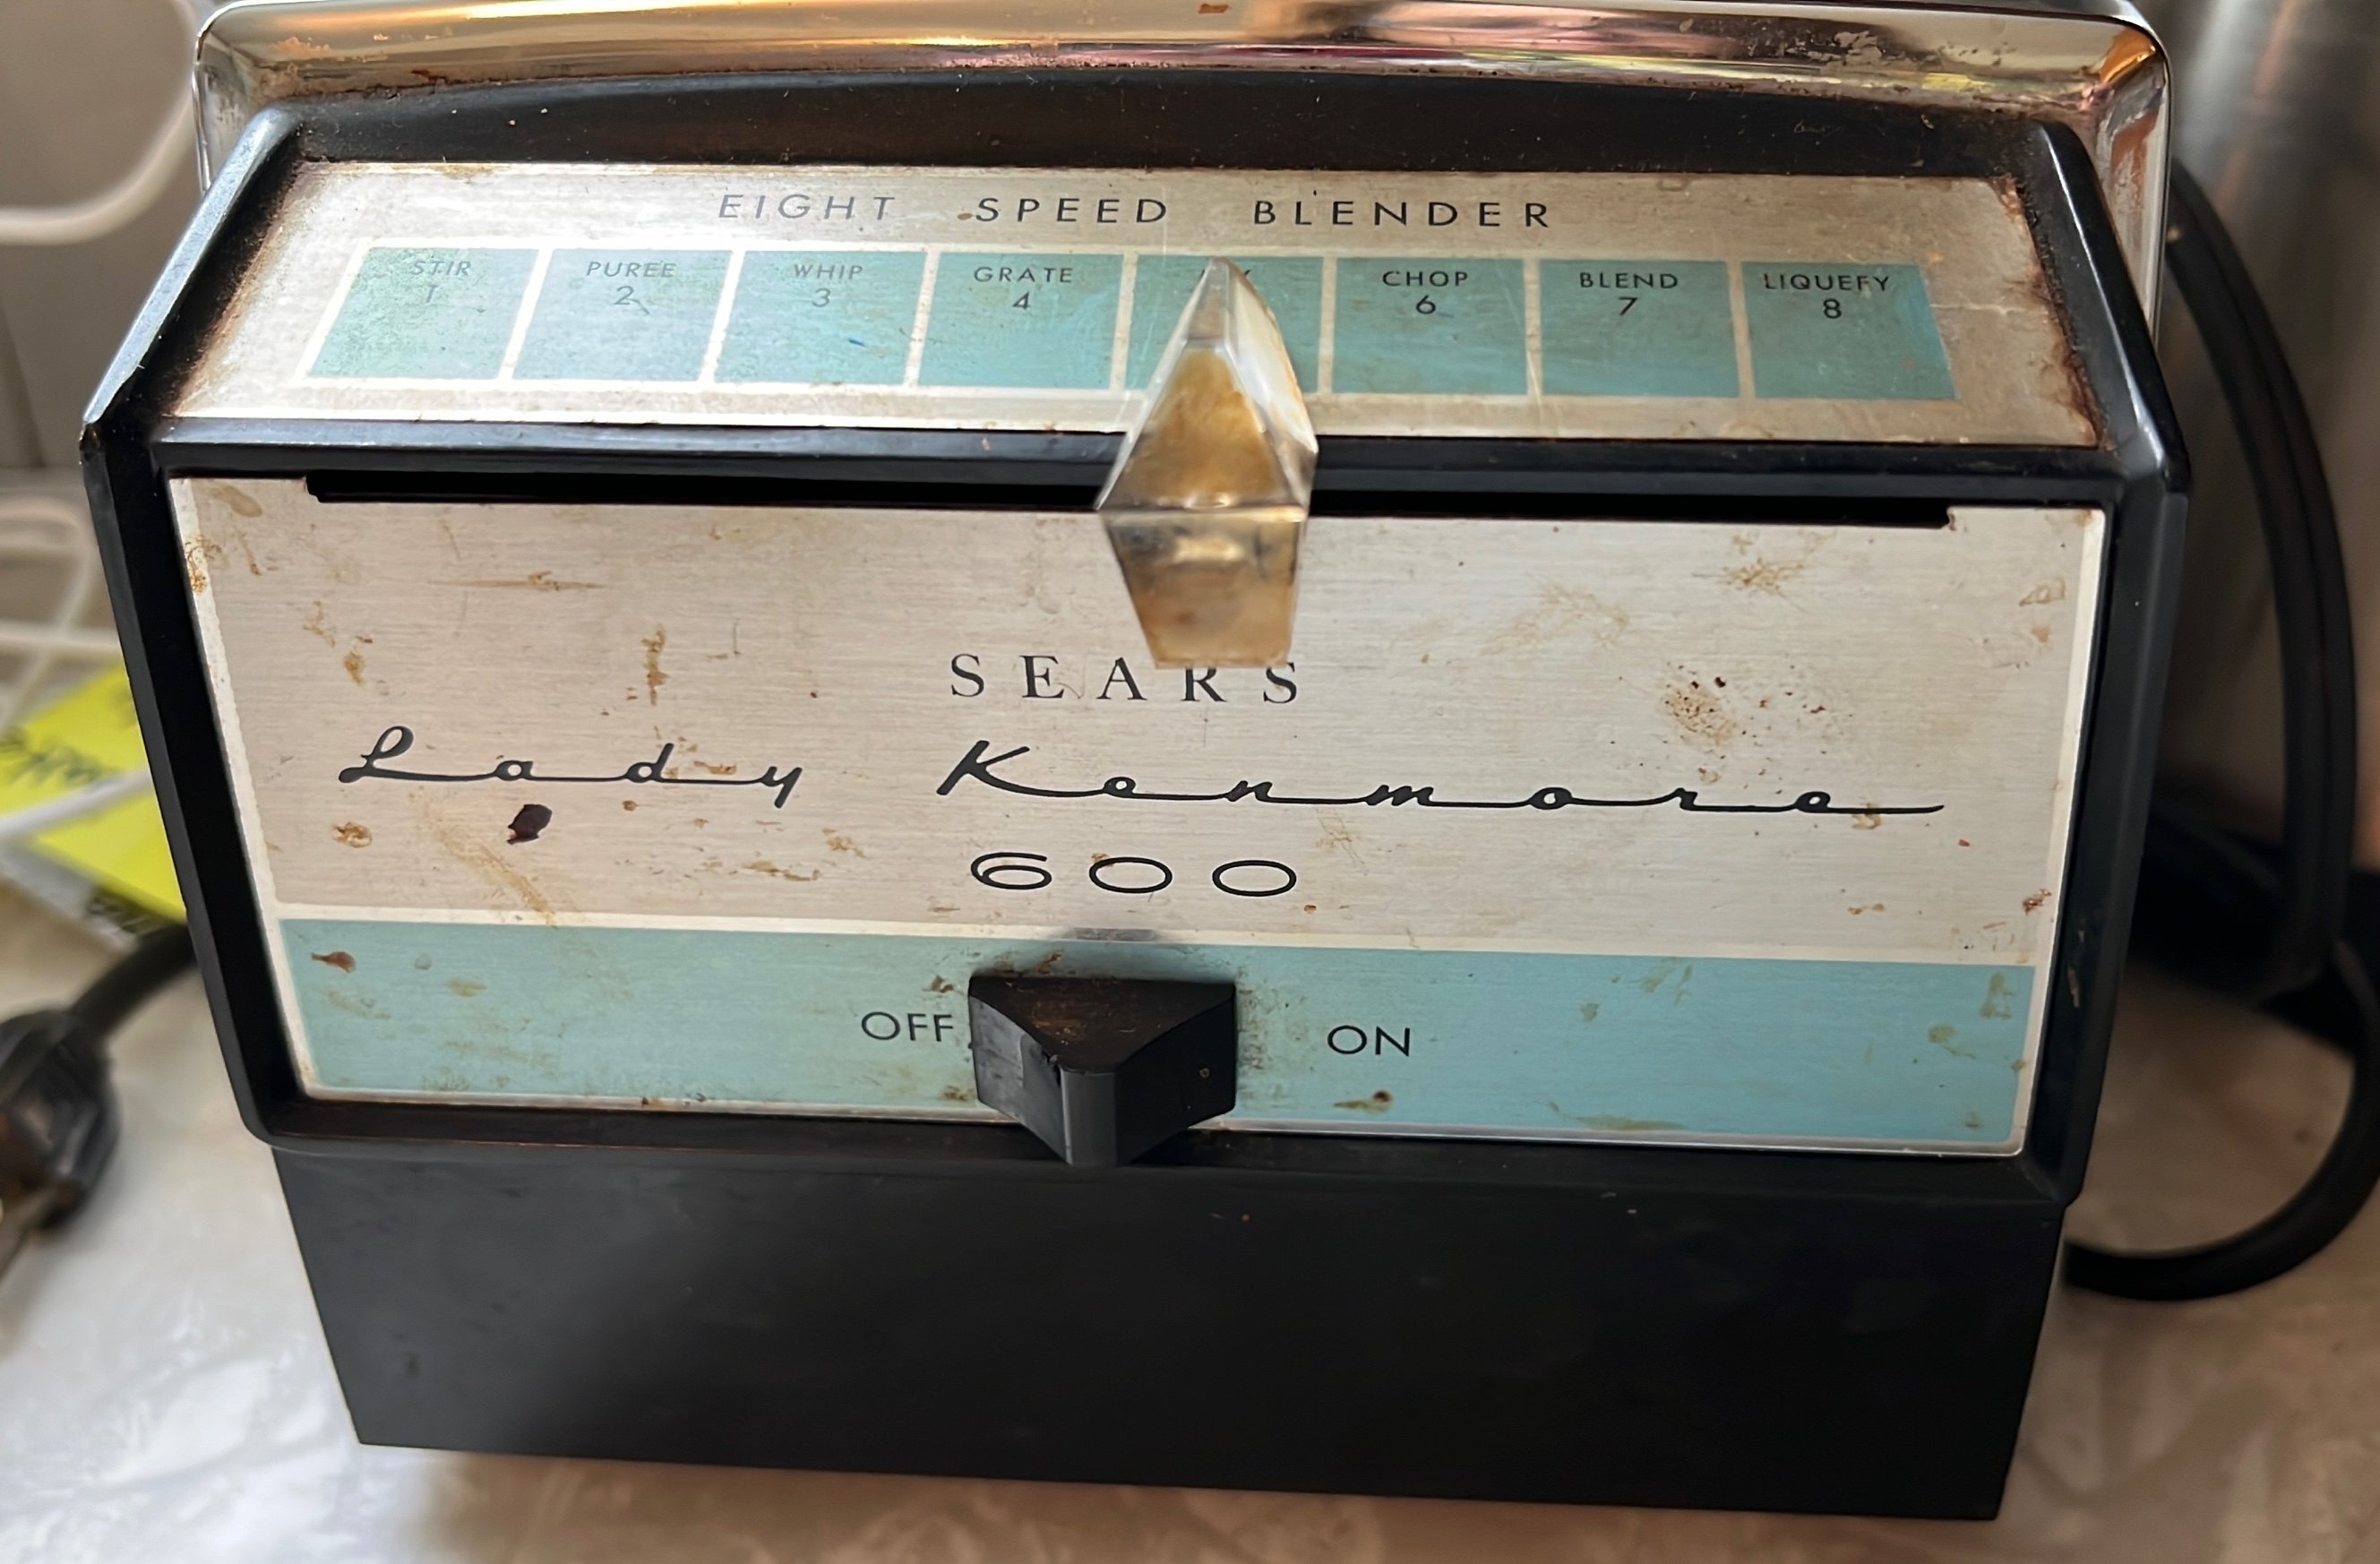 EIGHT SPEED BLENDER
STIR PUREE WHIP GRATE CHOP BLEND LIQUEFY
1 2 3 4 6 7 8
SEARS
Lady Kenmore
600
OFF ON